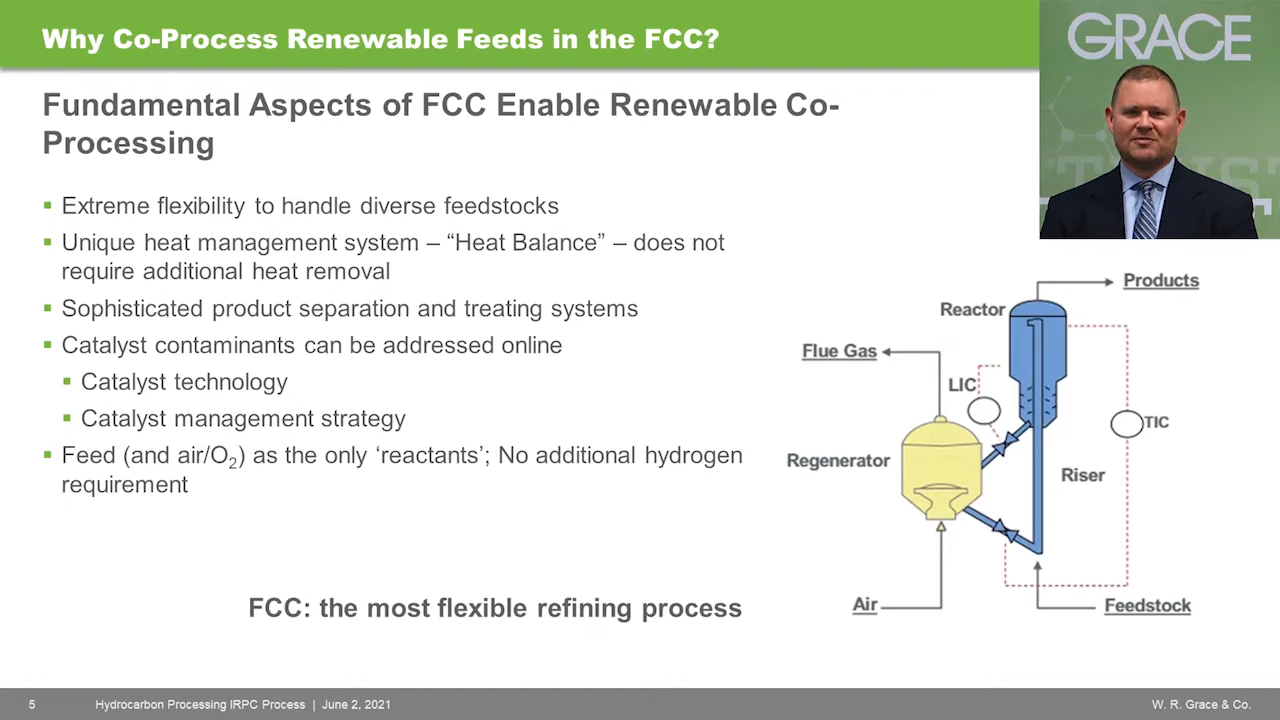 Why Co-Process Renewable Feeds in the FCC?
GRACE
Fundamental Aspects of FCC Enable Renewable Co-
Processing
▪ Extreme flexibility to handle diverse feedstocks
▪ Unique heat management system – “Heat Balance” – does not
require additional heat removal
▪ Sophisticated product separation and treating systems
▪ Catalyst contaminants can be addressed online
▪ Catalyst technology
▪ Catalyst management strategy
▪ Feed (and air/O₂) as the only ‘reactants’; No additional hydrogen
requirement
FCC: the most flexible refining process
Products
Reactor
Flue Gas
LIC
TIC
Regenerator
Riser
Air
Feedstock
5
Hydrocarbon Processing IRPC Process | June 2, 2021
W. R. Grace & Co.